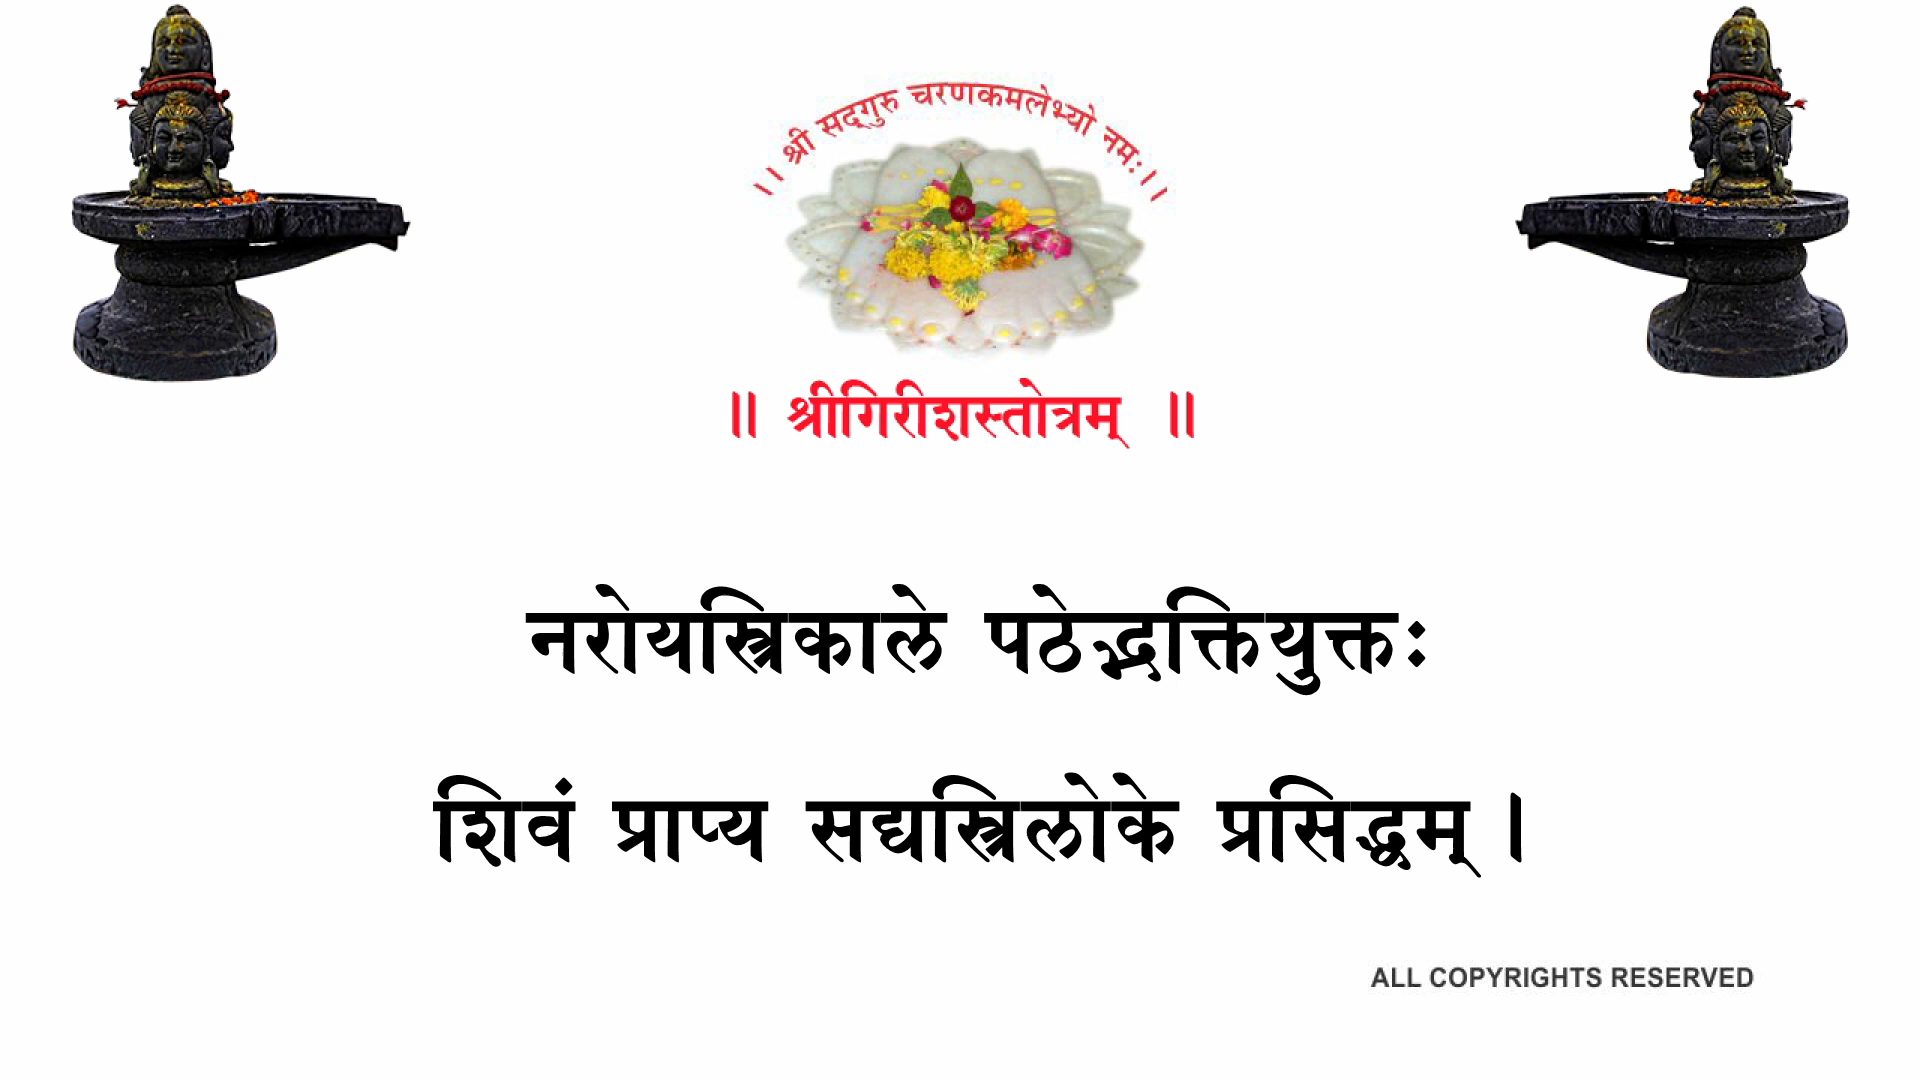 ।। श्री सद्‌गुरु चरणकमलेभ्यो नमः।।
॥ श्रीगिरीशस्तोत्रम् ॥
नरोयस्त्रिकाले पठेद्भक्तियुक्तः
शिवं प्राप्य सद्यस्त्रिलोके प्रसिद्धम् ।
ALL COPYRIGHTS RESERVED